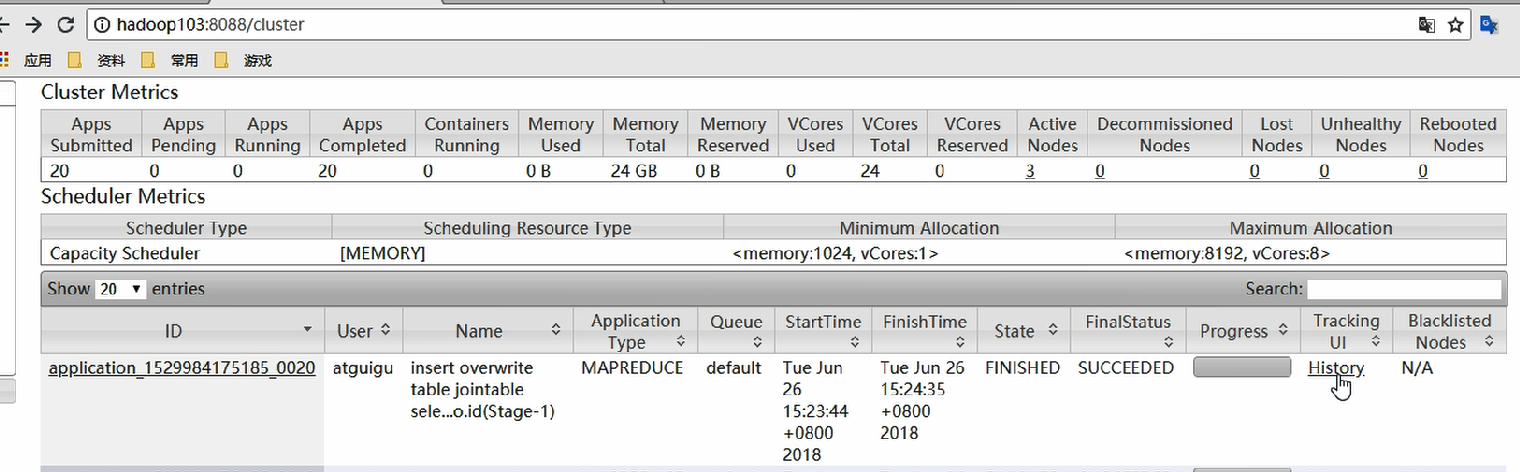 hadoop103:8088/cluster
应用 资料 常用 游戏
Cluster Metrics
Apps Submitted Apps Pending Apps Running Apps Completed Containers Running Memory Used Memory Total Memory Reserved VCores Used VCores Total VCores Reserved Active Nodes Decommissioned Nodes Lost Nodes Unhealthy Nodes Rebooted Nodes
20 0 0 20 0 0 B 24 GB 0 B 0 24 0 3 0 0 0 0
Scheduler Metrics
Scheduler Type Scheduling Resource Type Minimum Allocation Maximum Allocation
Capacity Scheduler [MEMORY] <memory:1024, vCores:1> <memory:8192, vCores:8>
Show 20 entries Search:
ID User Name Application Type Queue StartTime FinishTime State FinalStatus Progress Tracking UI Blacklisted Nodes
application_1529984175185_0020 atguigu insert overwrite MAPREDUCE default Tue Jun Tue Jun 26 FINISHED SUCCEEDED History N/A
table jointable 26 15:24:35
sele...o.id(Stage-1) 15:23:44 +0800
+0800 2018
2018